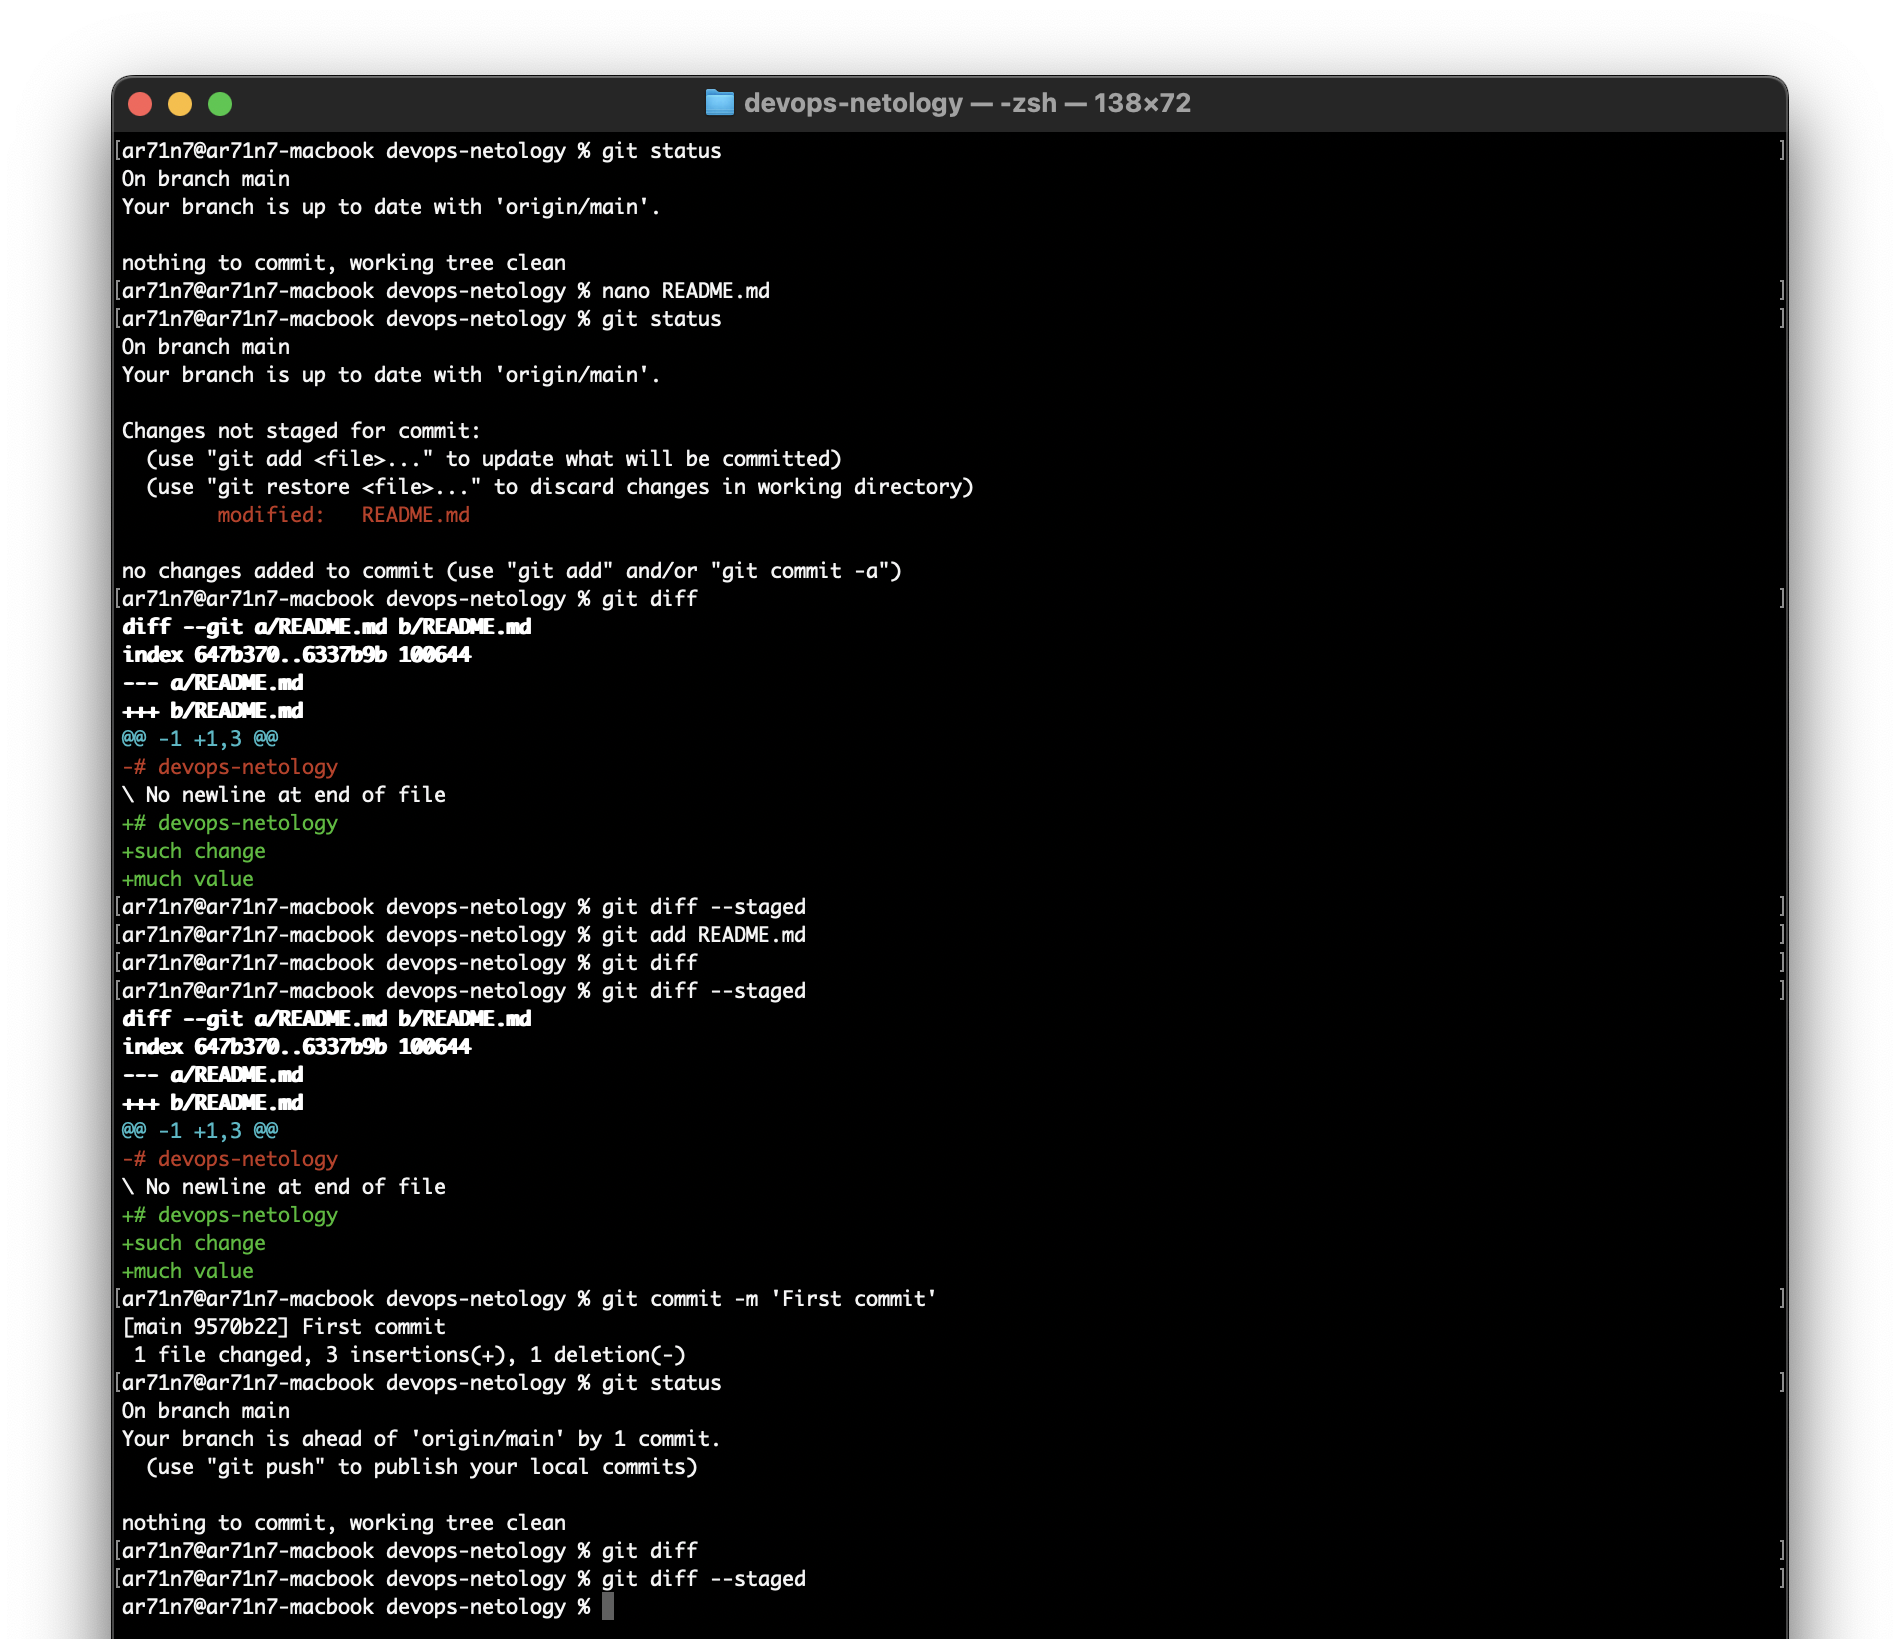 devops-netology — -zsh — 138×72
[ar71n7@ar71n7-macbook devops-netology % git status ]
On branch main
Your branch is up to date with 'origin/main'.

nothing to commit, working tree clean
[ar71n7@ar71n7-macbook devops-netology % nano README.md ]
[ar71n7@ar71n7-macbook devops-netology % git status ]
On branch main
Your branch is up to date with 'origin/main'.

Changes not staged for commit:
  (use "git add <file>..." to update what will be committed)
  (use "git restore <file>..." to discard changes in working directory)
        modified:   README.md

no changes added to commit (use "git add" and/or "git commit -a")
[ar71n7@ar71n7-macbook devops-netology % git diff ]
diff --git a/README.md b/README.md
index 647b370..6337b9b 100644
--- a/README.md
+++ b/README.md
@@ -1 +1,3 @@
-# devops-netology
\ No newline at end of file
+# devops-netology
+such change
+much value
[ar71n7@ar71n7-macbook devops-netology % git diff --staged ]
[ar71n7@ar71n7-macbook devops-netology % git add README.md ]
[ar71n7@ar71n7-macbook devops-netology % git diff ]
[ar71n7@ar71n7-macbook devops-netology % git diff --staged ]
diff --git a/README.md b/README.md
index 647b370..6337b9b 100644
--- a/README.md
+++ b/README.md
@@ -1 +1,3 @@
-# devops-netology
\ No newline at end of file
+# devops-netology
+such change
+much value
[ar71n7@ar71n7-macbook devops-netology % git commit -m 'First commit' ]
[main 9570b22] First commit
 1 file changed, 3 insertions(+), 1 deletion(-)
[ar71n7@ar71n7-macbook devops-netology % git status ]
On branch main
Your branch is ahead of 'origin/main' by 1 commit.
  (use "git push" to publish your local commits)

nothing to commit, working tree clean
[ar71n7@ar71n7-macbook devops-netology % git diff ]
[ar71n7@ar71n7-macbook devops-netology % git diff --staged ]
ar71n7@ar71n7-macbook devops-netology %